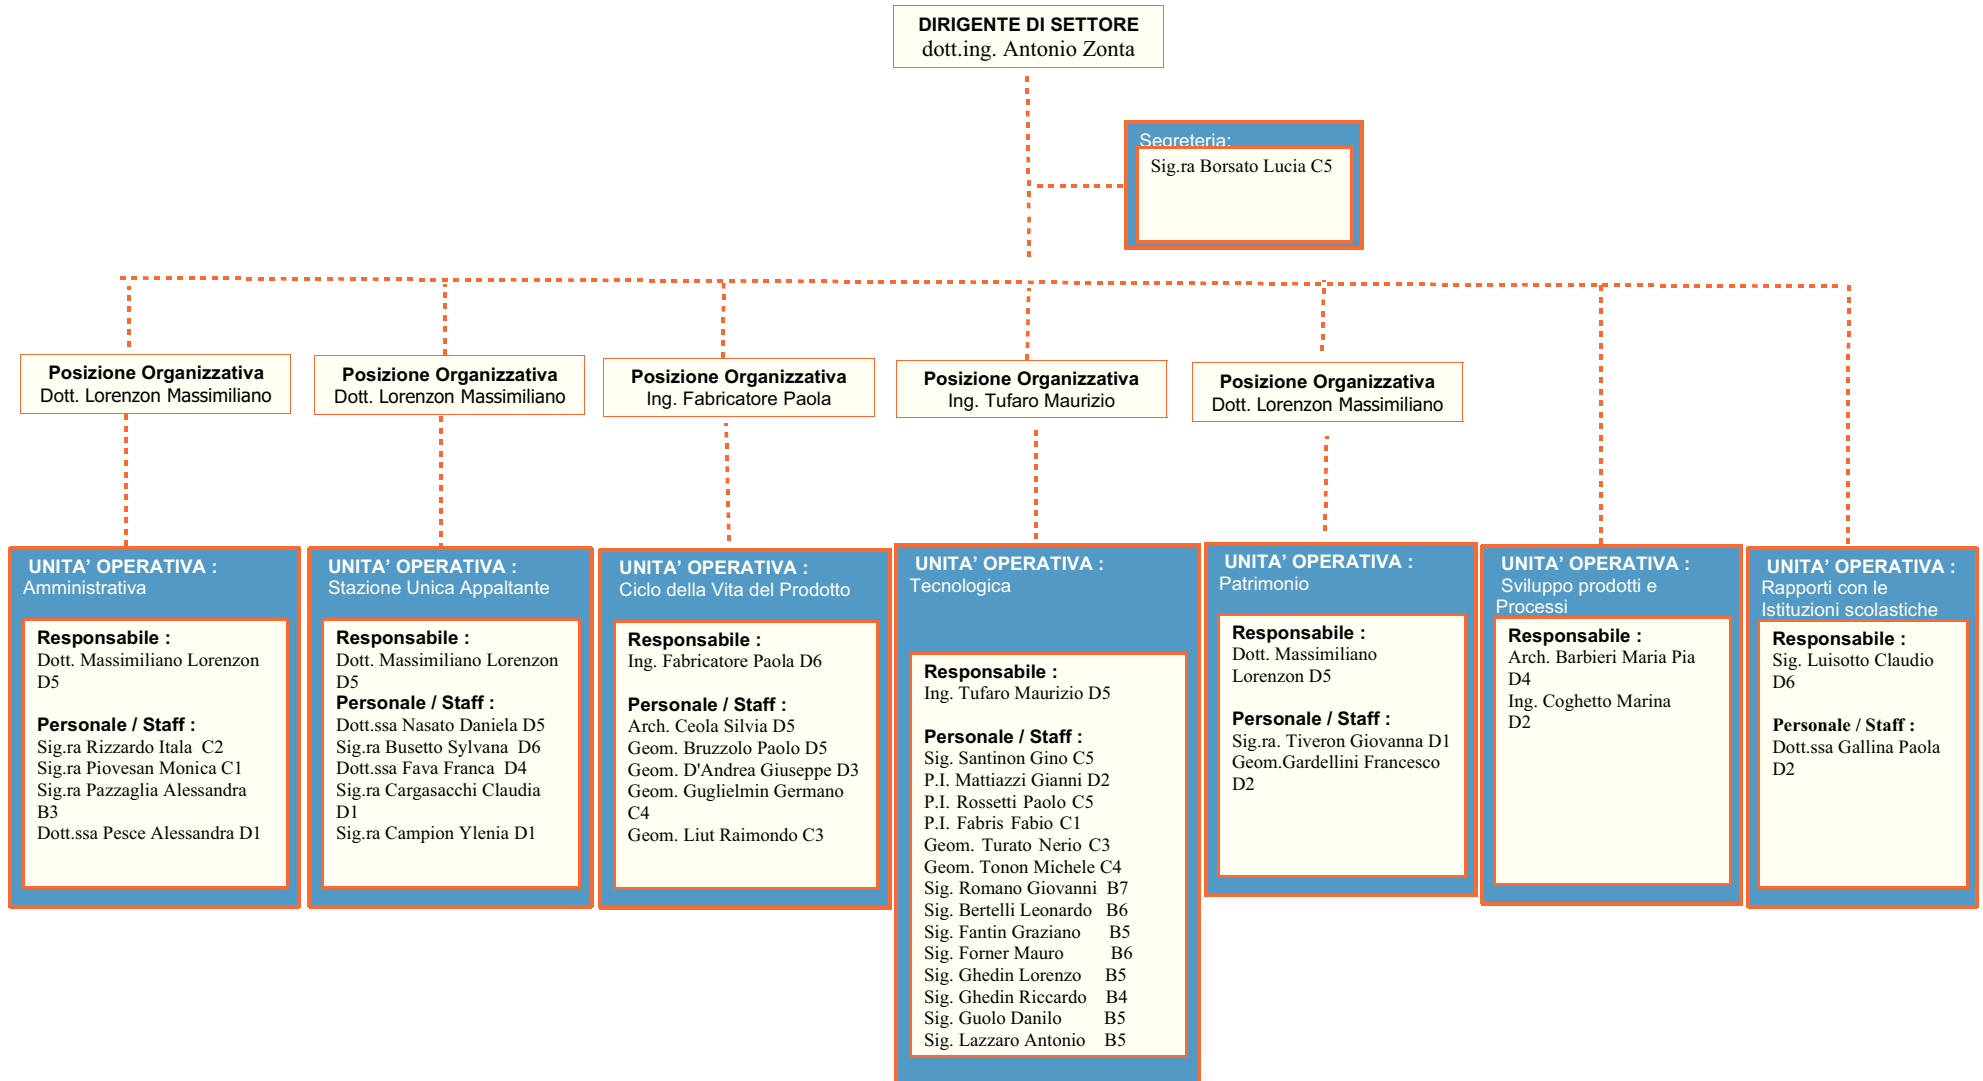 DIRIGENTE DI SETTORE
dott.ing. Antonio Zonta
Segreteria:
Sig.ra Borsato Lucia C5
Posizione Organizzativa
Dott. Lorenzon Massimiliano
Posizione Organizzativa
Dott. Lorenzon Massimiliano
Posizione Organizzativa
Ing. Fabricatore Paola
Posizione Organizzativa
Ing. Tufaro Maurizio
Posizione Organizzativa
Dott. Lorenzon Massimiliano
UNITA' OPERATIVA :
Amministrativa
Responsabile :
Dott. Massimiliano Lorenzon
D5
Personale / Staff :
Sig.ra Rizzardo Itala C2
Sig.ra Piovesan Monica C1
Sig.ra Pazzaglia Alessandra
B3
Dott.ssa Pesce Alessandra D1
UNITA' OPERATIVA :
Stazione Unica Appaltante
Responsabile :
Dott. Massimiliano Lorenzon
D5
Personale / Staff :
Dott.ssa Nasato Daniela D5
Sig.ra Busetto Sylvana D6
Dott.ssa Fava Franca D4
Sig.ra Cargasacchi Claudia
D1
Sig.ra Campion Ylenia D1
UNITA' OPERATIVA :
Ciclo della Vita del Prodotto
Responsabile :
Ing. Fabricatore Paola D6
Personale / Staff :
Arch. Ceola Silvia D5
Geom. Bruzzolo Paolo D5
Geom. D'Andrea Giuseppe D3
Geom. Guglielmin Germano
C4
Geom. Liut Raimondo C3
UNITA' OPERATIVA :
Tecnologica
Responsabile :
Ing. Tufaro Maurizio D5
Personale / Staff :
Sig. Santinon Gino C5
P.I. Mattiazzi Gianni D2
P.I. Rossetti Paolo C5
P.I. Fabris Fabio C1
Geom. Turato Nerio C3
Geom. Tonon Michele C4
Sig. Romano Giovanni B7
Sig. Bertelli Leonardo B6
Sig. Fantin Graziano B5
Sig. Forner Mauro B6
Sig. Ghedin Lorenzo B5
Sig. Ghedin Riccardo B4
Sig. Guolo Danilo B5
Sig. Lazzaro Antonio B5
UNITA' OPERATIVA :
Patrimonio
Responsabile :
Dott. Massimiliano
Lorenzon D5
Personale / Staff :
Sig.ra. Tiveron Giovanna D1
Geom.Gardellini Francesco
D2
UNITA' OPERATIVA :
Sviluppo prodotti e
Processi
Responsabile :
Arch. Barbieri Maria Pia
D4
Ing. Coghetto Marina
D2
UNITA' OPERATIVA :
Rapporti con le
Istituzioni scolastiche
Responsabile :
Sig. Luisotto Claudio
D6
Personale / Staff :
Dott.ssa Gallina Paola
D2